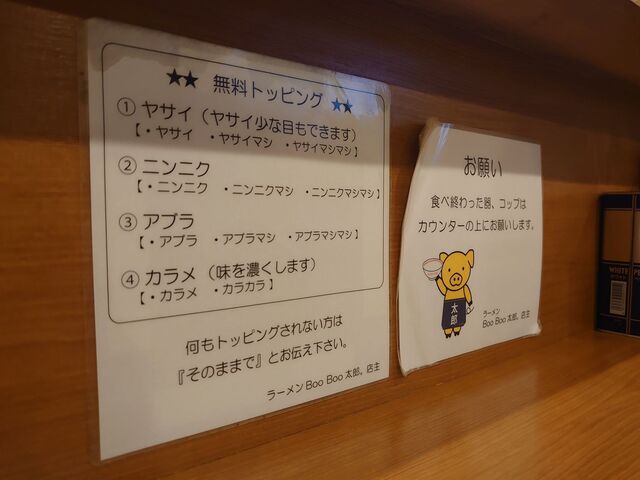 ★★ 無料トッピング ★★
① ヤサイ（ヤサイ少な目もできます）
【・ヤサイ ・ヤサイマシ ・ヤサイマシマシ】
② ニンニク
【・ニンニク ・ニンニクマシ ・ニンニクマシマシ】
③ アブラ
【・アブラ ・アブラマシ ・アブラマシマシ】
④ カラメ（味を濃くします）
【・カラメ ・カラカラ】
何もトッピングされない方は
『そのままで』とお伝え下さい。
ラーメン Boo Boo 太郎。店主
お願い
食べ終わった器、コップは
カウンターの上にお願いします。
太郎
ラーメン
Boo Boo 太郎。店主